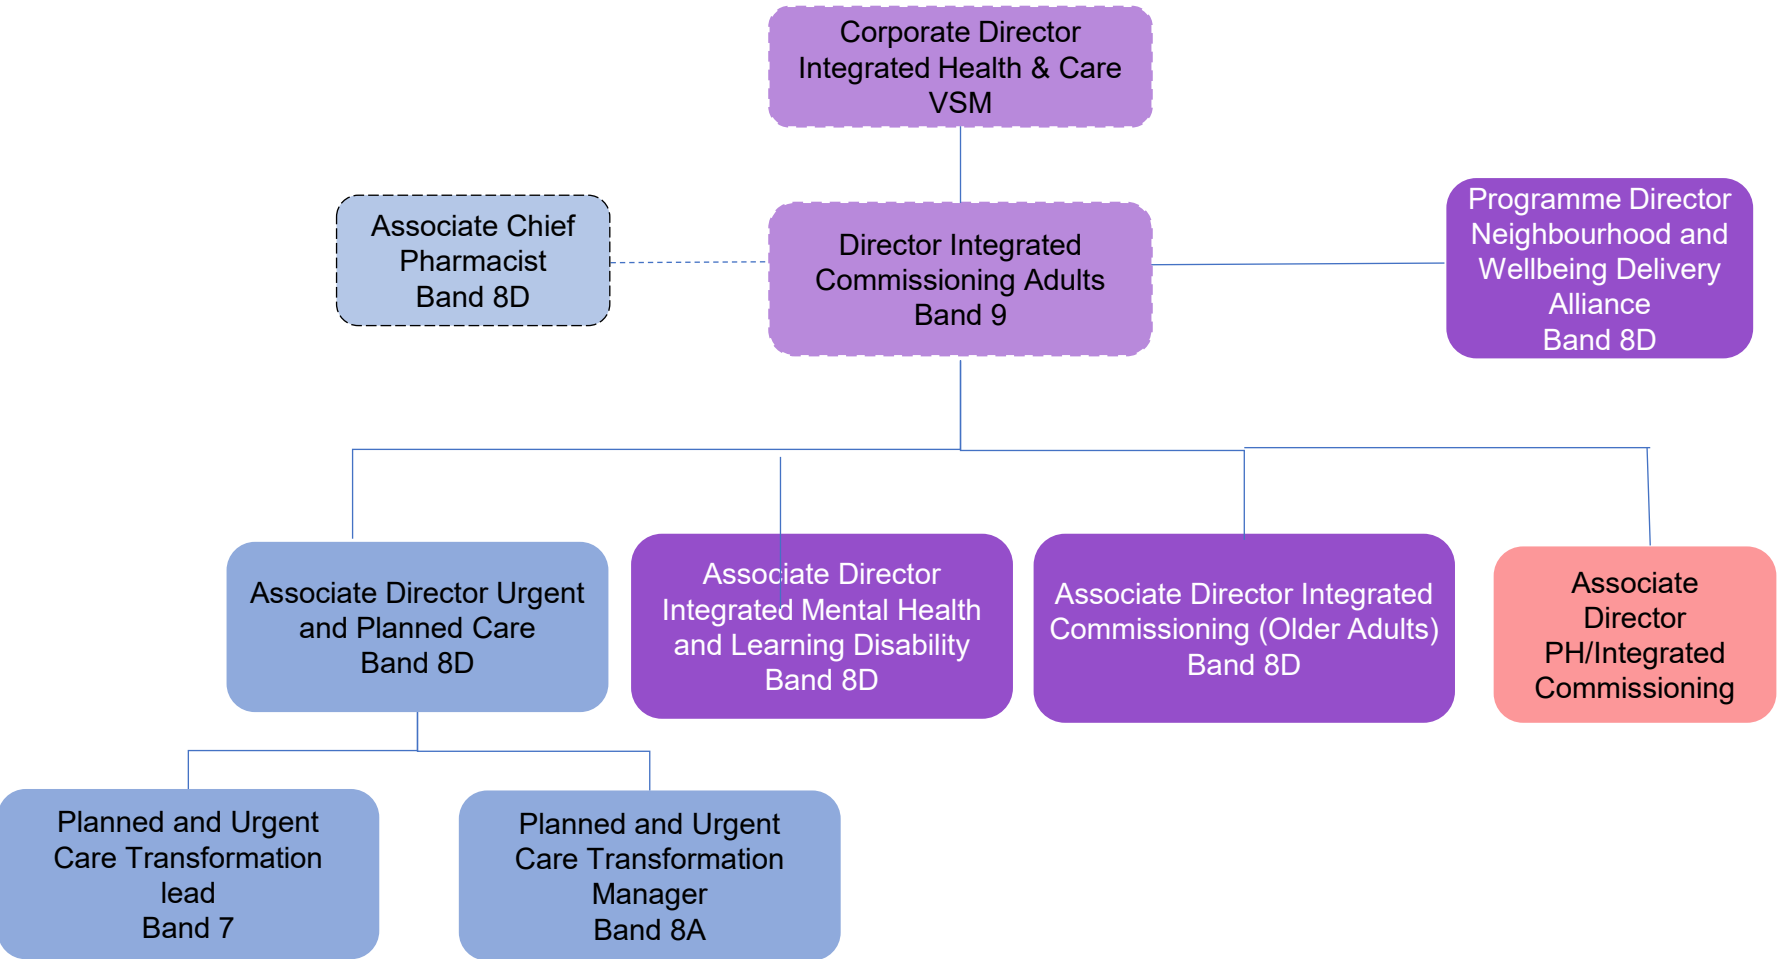 Corporate Director
Integrated Health & Care
VSM
Associate Chief
Pharmacist
Band 8D
Director Integrated
Commissioning Adults
Band 9
Programme Director
Neighbourhood and
Wellbeing Delivery
Alliance
Band 8D
Associate Director Urgent
and Planned Care
Band 8D
Associate Director
Integrated Mental Health
and Learning Disability
Band 8D
Associate Director Integrated
Commissioning (Older Adults)
Band 8D
Associate
Director
PH/Integrated
Commissioning
Planned and Urgent
Care Transformation
lead
Band 7
Planned and Urgent
Care Transformation
Manager
Band 8A